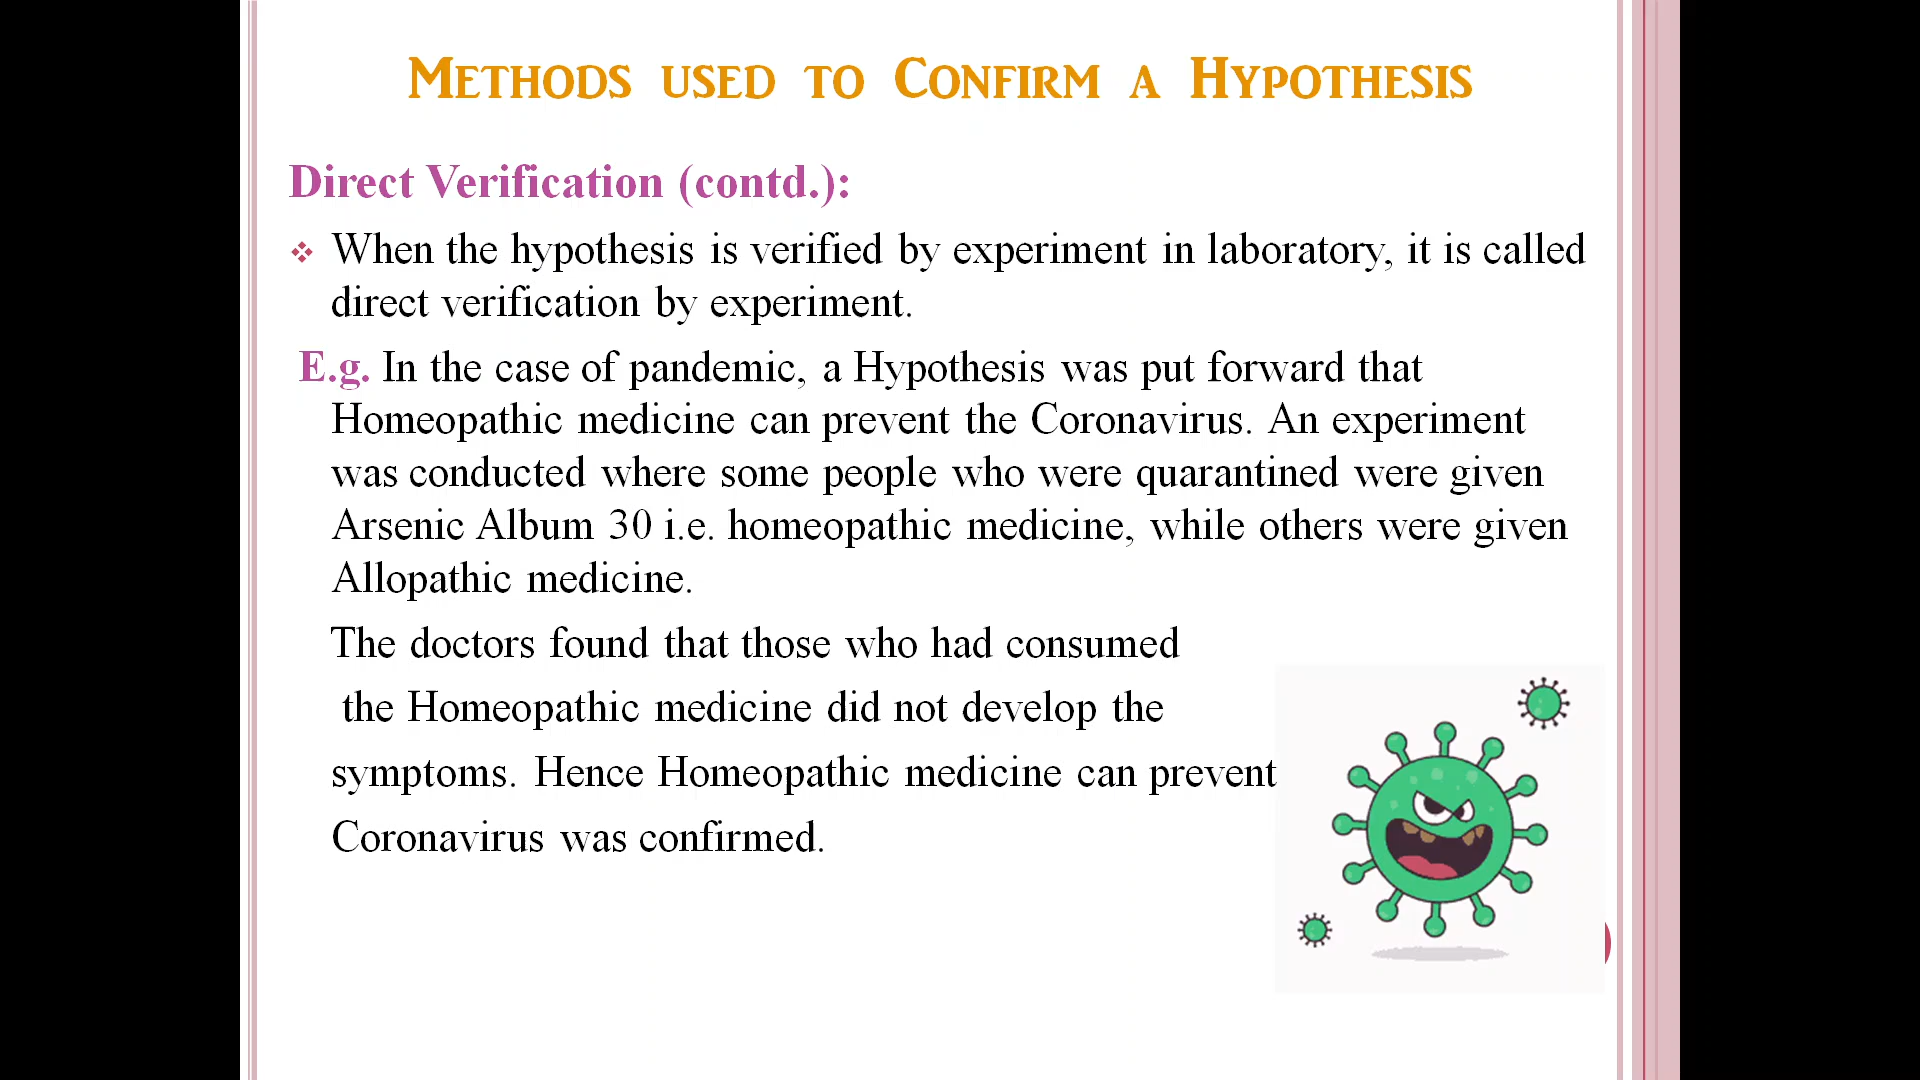 METHODS USED TO CONFIRM A HYPOTHESIS
Direct Verification (contd.):
When the hypothesis is verified by experiment in laboratory, it is called
direct verification by experiment.
E.g. In the case of pandemic, a Hypothesis was put forward that
Homeopathic medicine can prevent the Coronavirus. An experiment
was conducted where some people who were quarantined were given
Arsenic Album 30 i.e. homeopathic medicine, while others were given
Allopathic medicine.
The doctors found that those who had consumed
the Homeopathic medicine did not develop the
symptoms. Hence Homeopathic medicine can prevent
Coronavirus was confirmed.